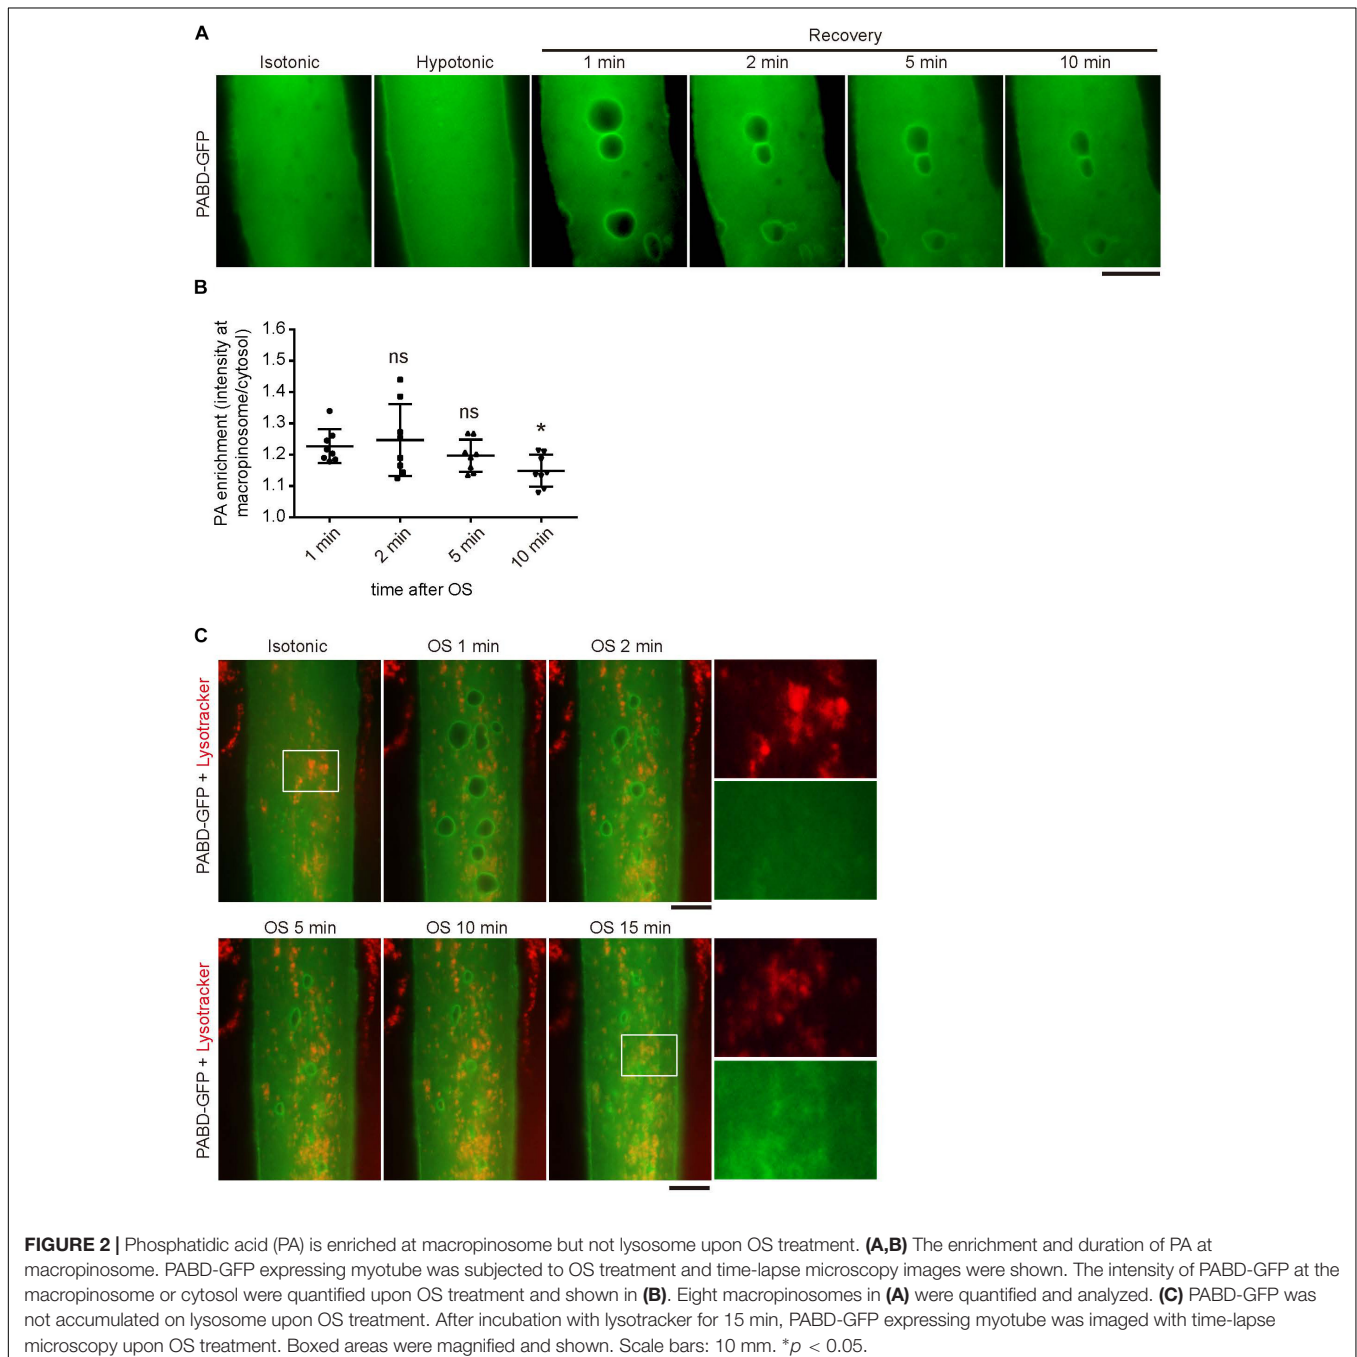 A
Recovery
Isotonic Hypotonic 1 min 2 min 5 min 10 min
PABD-GFP
B
PA enrichment (intensity at
macropinosome/cytosol)
1.6
1.5
1.4
1.3
1.2
1.1
1.0
ns
ns
*
1 min 2 min 5 min 10 min
time after OS
C
Isotonic OS 1 min OS 2 min
PABD-GFP + Lysotracker
OS 5 min OS 10 min OS 15 min
PABD-GFP + Lysotracker
FIGURE 2 | Phosphatidic acid (PA) is enriched at macropinosome but not lysosome upon OS treatment. (A,B) The enrichment and duration of PA at
macropinosome. PABD-GFP expressing myotube was subjected to OS treatment and time-lapse microscopy images were shown. The intensity of PABD-GFP at the
macropinosome or cytosol were quantified upon OS treatment and shown in (B). Eight macropinosomes in (A) were quantified and analyzed. (C) PABD-GFP was
not accumulated on lysosome upon OS treatment. After incubation with lysotracker for 15 min, PABD-GFP expressing myotube was imaged with time-lapse
microscopy upon OS treatment. Boxed areas were magnified and shown. Scale bars: 10 mm. *p < 0.05.